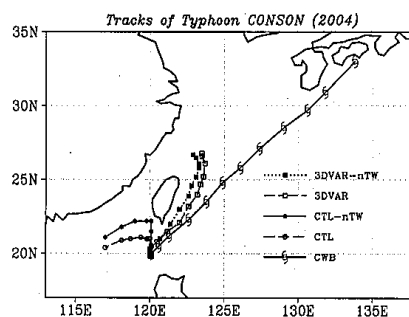 Tracks of Typhoon CONSON (2004)
35N
30N
25N
20N
3DVAR-nTW
3DVAR
CTL-nTW
CTL
CWB
115E 120E 125E 130E 135E